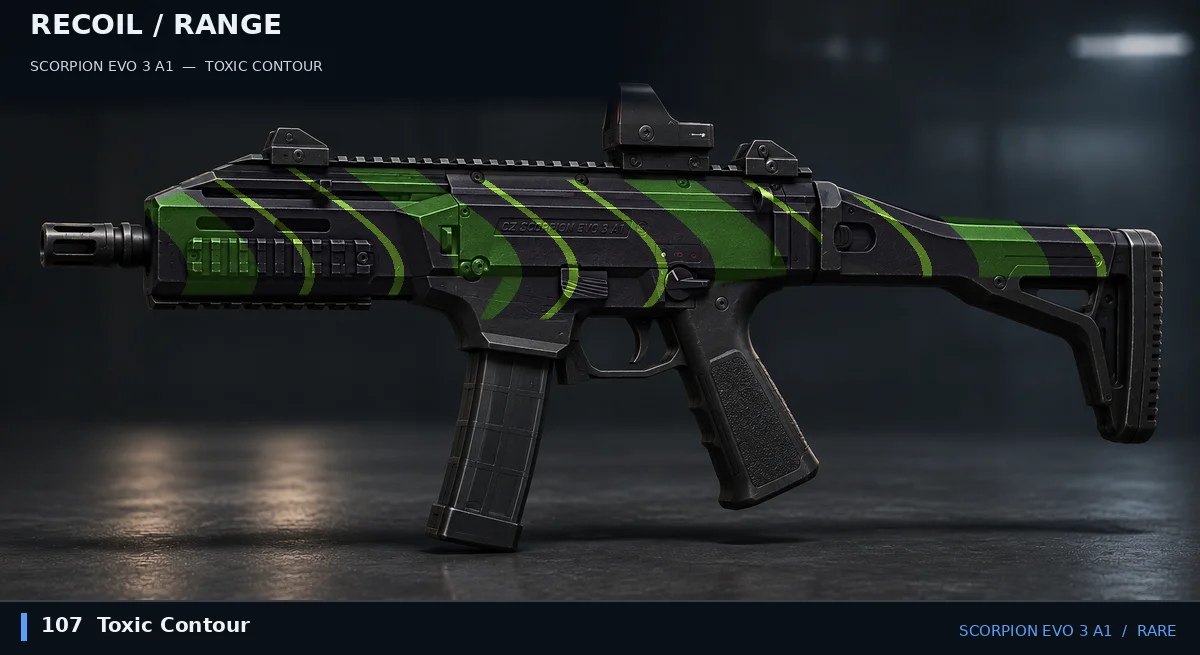 RECOIL / RANGE
SCORPION EVO 3 A1 — TOXIC CONTOUR
CZ SCORPION EVO 3 A1
107 Toxic Contour
SCORPION EVO 3 A1 / RARE